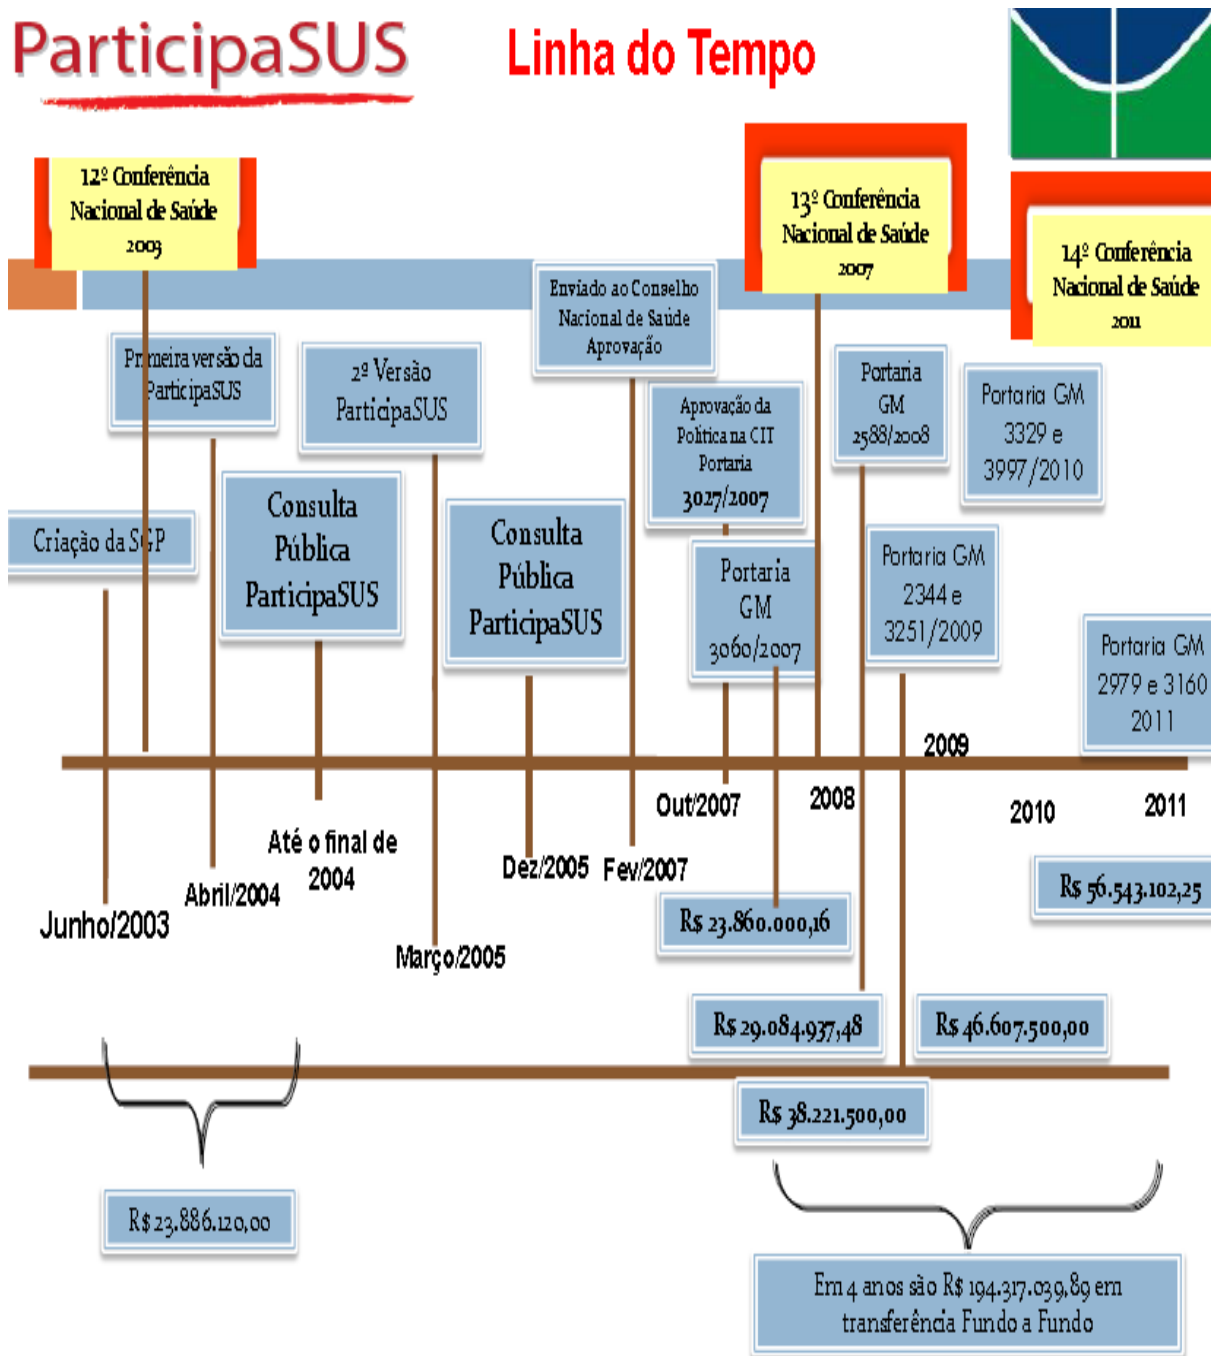 ParticipaSUS
Linha do Tempo
12º Conferência
Nacional de Saúde
2003
13º Conferência
Nacional de Saúde
2007
14º Conferência
Nacional de Saúde
2011
Primeira versão da
ParticipaSUS
2ª Versão
ParticipaSUS
Enviado ao Conselho
Nacional de Saúde
Aprovação
Aprovação da
Política na CIT
Portaria
3027/2007
Portaria
GM
2588/2008
Portaria GM
3329 e
3997/2010
Criação da SGP
Consulta
Pública
ParticipaSUS
Consulta
Pública
ParticipaSUS
Portaria
GM
3060/2007
Portaria GM
2344 e
3251/2009
Portaria GM
2979 e 3160
2011
Junho/2003
Abril/2004
Até o final de
2004
Março/2005
Dez/2005
Fev/2007
Out/2007
2008
2009
2010
2011
R$ 23.860.000,16
R$ 56.543.102,25
R$ 29.084.937,48
R$ 46.607.500,00
R$ 38.221.500,00
R$ 23.886.120,00
Em 4 anos são R$ 194.317.039,89 em
transferência Fundo a Fundo